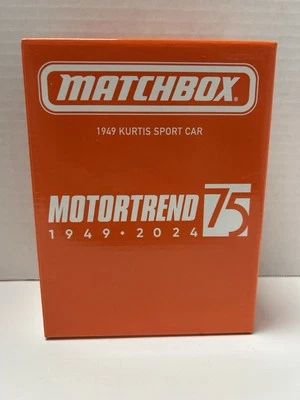 MATCHBOX
1949 KURTIS SPORT CAR
MOTORTREND 75
1949 • 2024